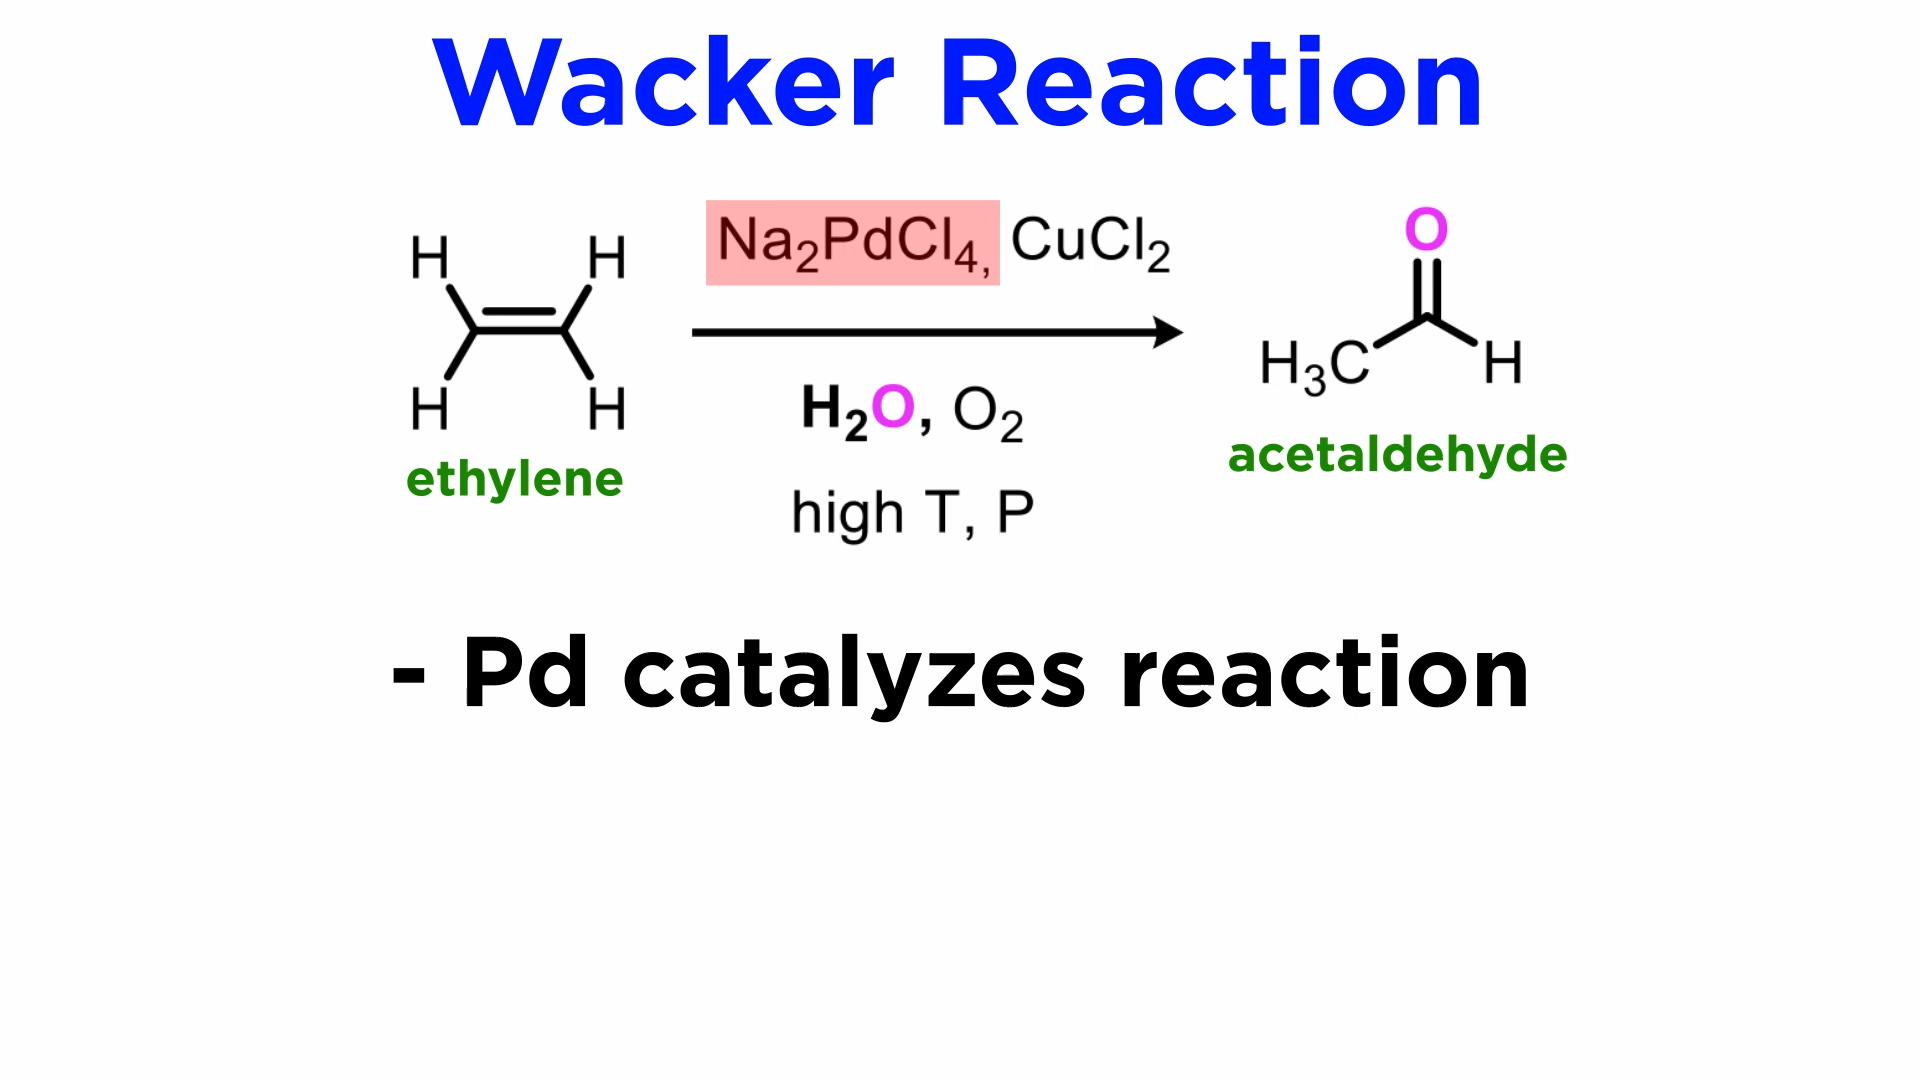 Wacker Reaction
Na₂PdCl₄, CuCl₂
H H
H H
ethylene
H₂O, O₂
high T, P
O
H₃C H
acetaldehyde
- Pd catalyzes reaction